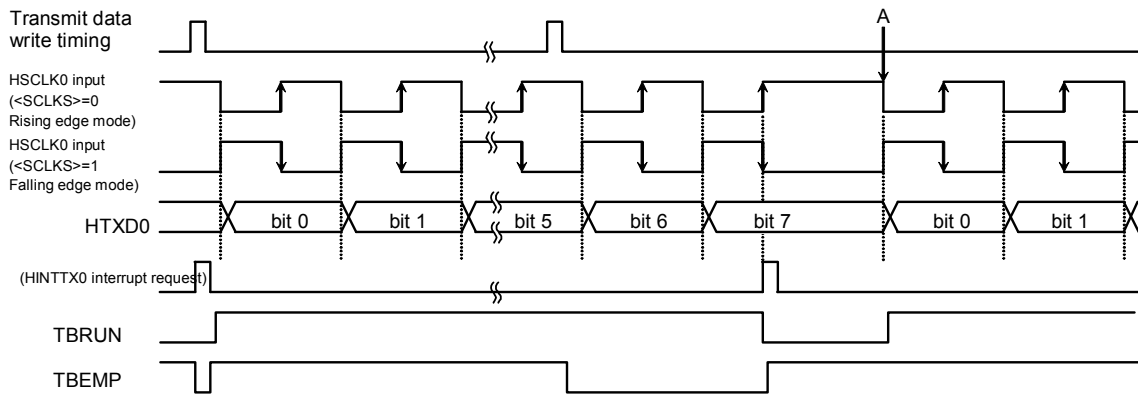 Transmit data
write timing
A
HSCLK0 input
(<SCLKS>=0
Rising edge mode)
HSCLK0 input
(<SCLKS>=1
Falling edge mode)
HTXD0
bit 0
bit 1
bit 5
bit 6
bit 7
bit 0
bit 1
(HINTTX0 interrupt request)
TBRUN
TBEMP